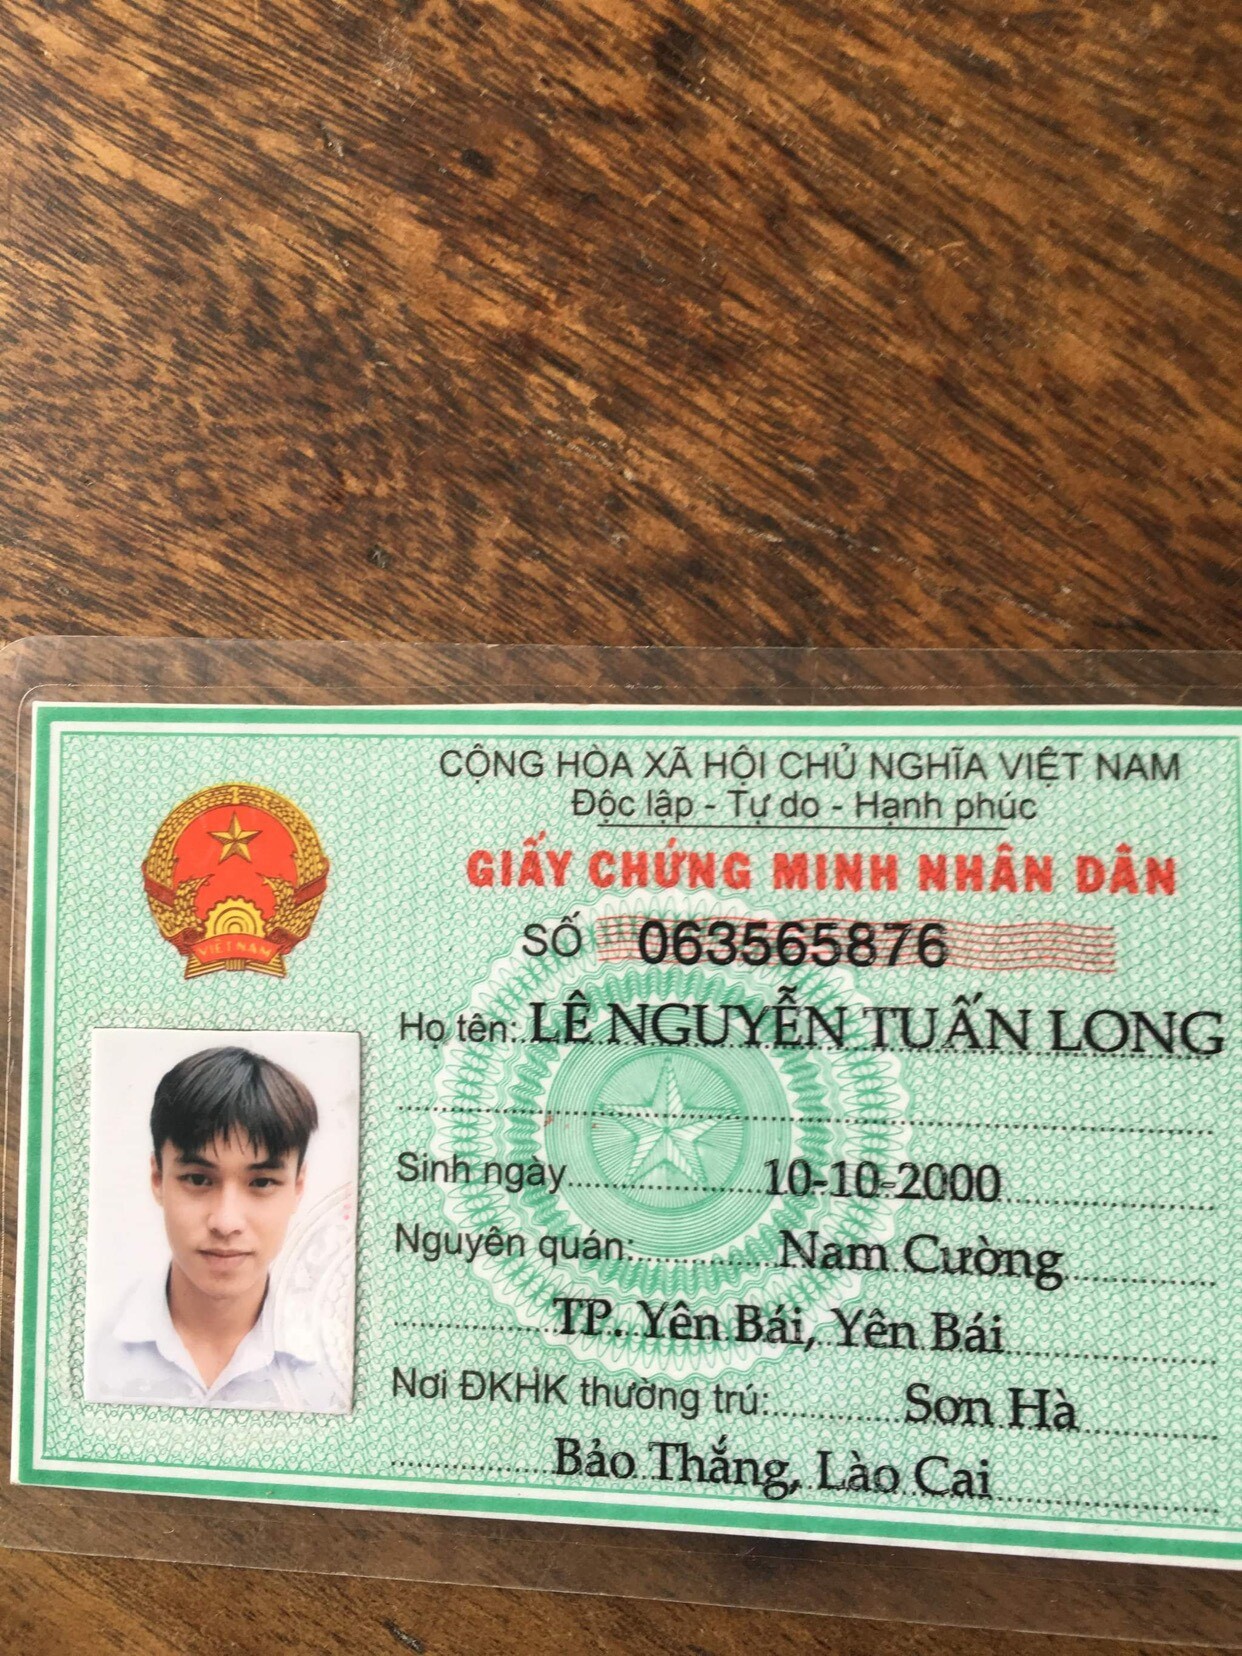 CỘNG HÒA XÃ HỘI CHỦ NGHĨA VIỆT NAM
Độc lập - Tự do - Hạnh phúc
GIẤY CHỨNG MINH NHÂN DÂN
SỐ 063565876
VIỆT NAM
Họ tên: LÊ NGUYỄN TUẤN LONG
Sinh ngày 10-10-2000
Nguyên quán: Nam Cường
TP. Yên Bái, Yên Bái
Nơi ĐKHK thường trú: Sơn Hà
Bảo Thắng, Lào Cai